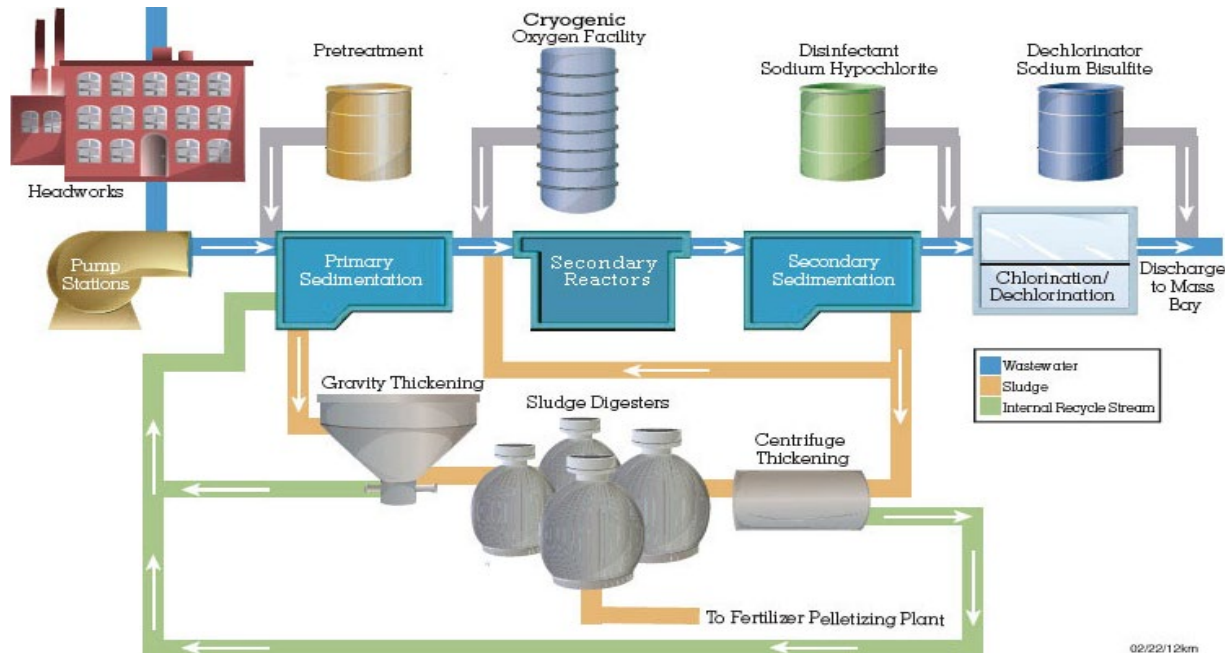 Cryogenic
Oxygen Facility
Pretreatment
Disinfectant
Sodium Hypochlorite
Dechlorinator
Sodium Bisulfite
Headworks
Pump
Stations
Primary
Sedimentation
Secondary
Reactors
Secondary
Sedimentation
Chlorination/
Dechlorination
Discharge
to Mass
Bay
Wastewater
Sludge
Internal Recycle Stream
Gravity Thickening
Sludge Digesters
Centrifuge
Thickening
To Fertilizer Pelletizing Plant
02/22/12km